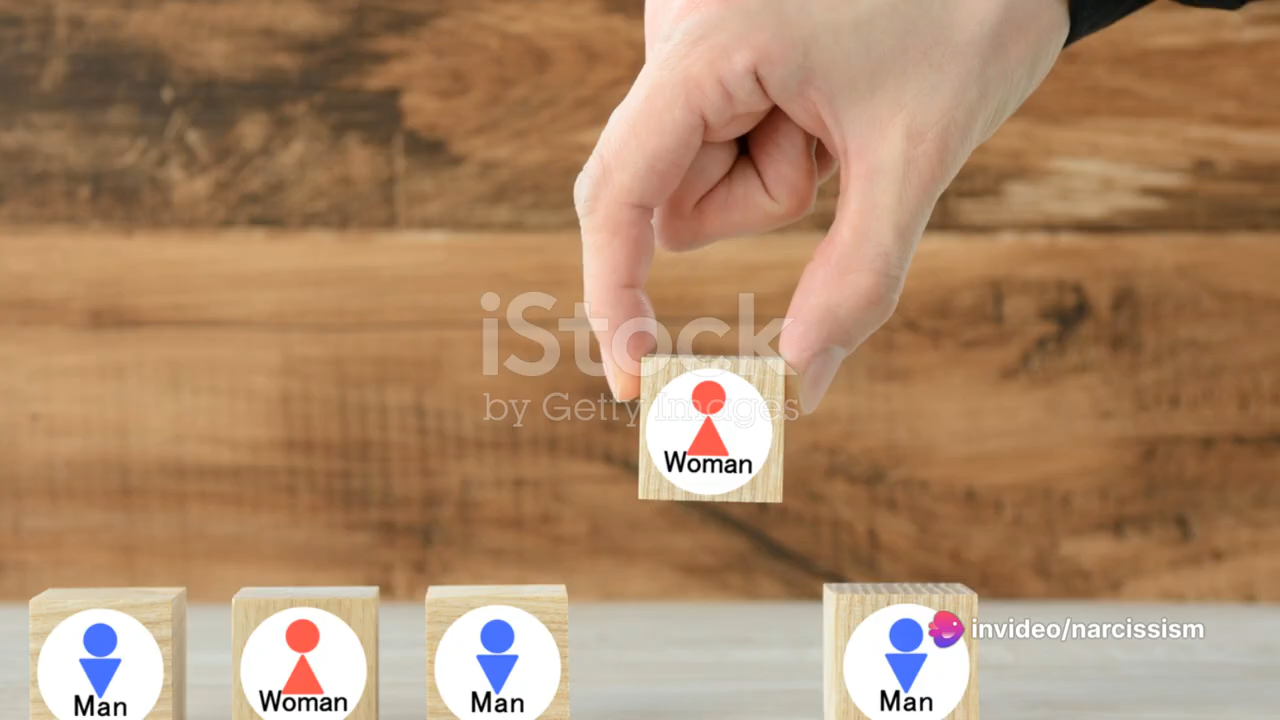 iStock
by Getty Images
Woman
invideo/narcissism
Man
Woman
Man
Man